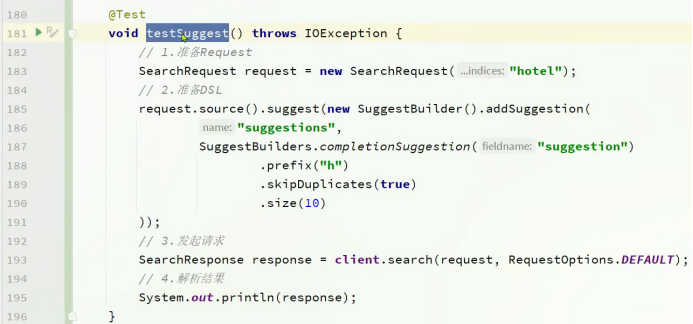 180 @Test
181 void testSuggest() throws IOException {
182 // 1.准备Request
183 SearchRequest request = new SearchRequest( ...indices: "hotel");
184 // 2.准备DSL
185 request.source().suggest(new SuggestBuilder().addSuggestion(
186 name: "suggestions",
187 SuggestBuilders.completionSuggestion( fieldname: "suggestion")
188 .prefix("h")
189 .skipDuplicates(true)
190 .size(10)
191 ));
192 // 3.发起请求
193 SearchResponse response = client.search(request, RequestOptions.DEFAULT);
194 // 4.解析结果
195 System.out.println(response);
196 }